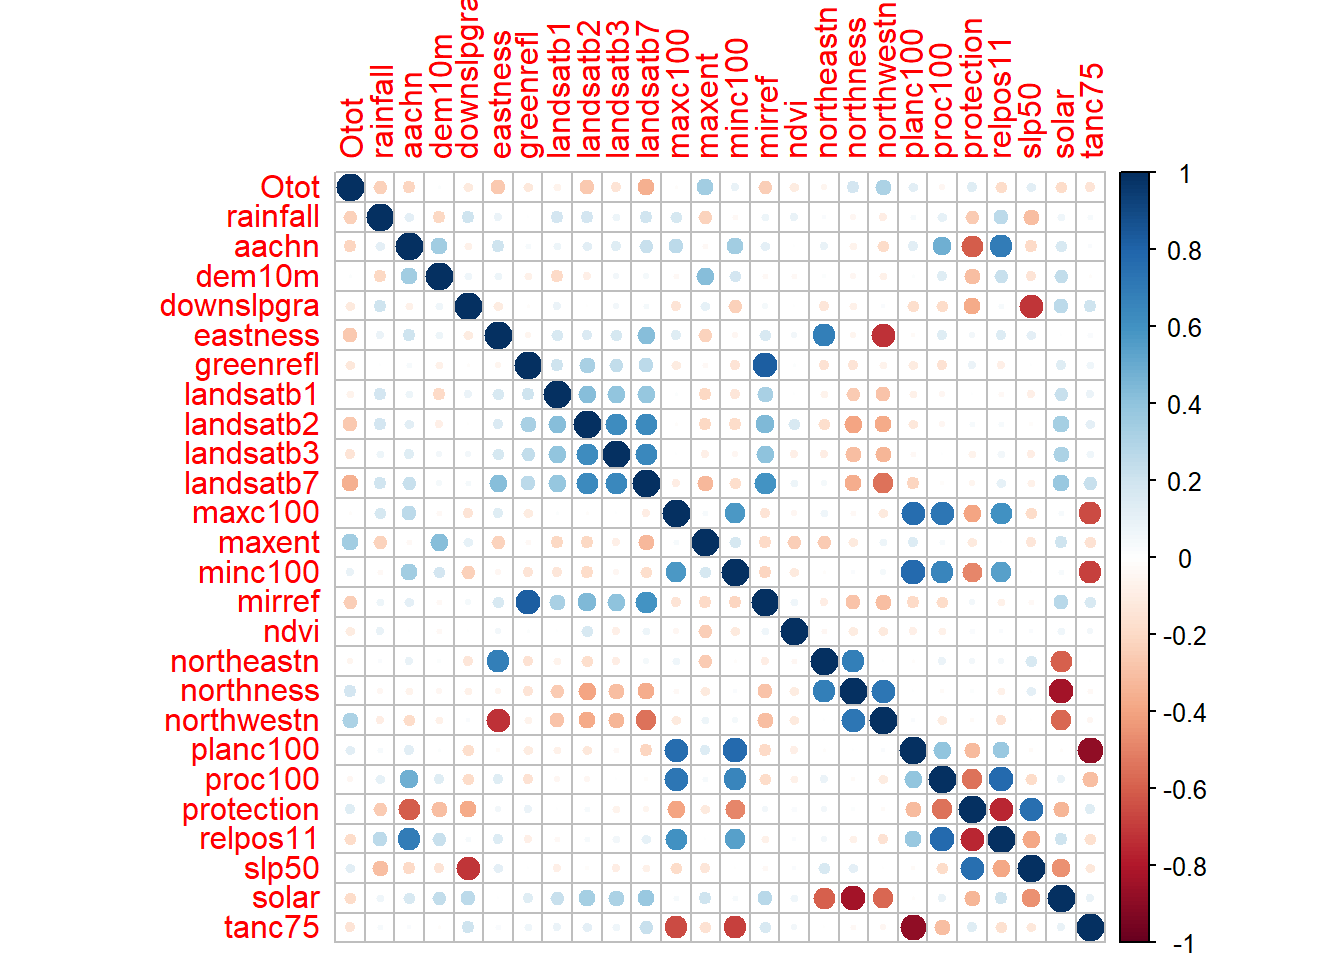 Otot
rainfall
aachn
dem10m
downslpgra
eastness
greenrefl
landsatb1
landsatb2
landsatb3
landsatb7
maxc100
maxent
minc100
mirref
ndvi
northeastn
northness
northwestn
planc100
proc100
protection
relpos11
slp50
solar
tanc75
Otot
rainfall
aachn
dem10m
downslpgra
eastness
greenrefl
landsatb1
landsatb2
landsatb3
landsatb7
maxc100
maxent
minc100
mirref
ndvi
northeastn
northness
northwestn
planc100
proc100
protection
relpos11
slp50
solar
tanc75
1
0.8
0.6
0.4
0.2
0
-0.2
-0.4
-0.6
-0.8
-1